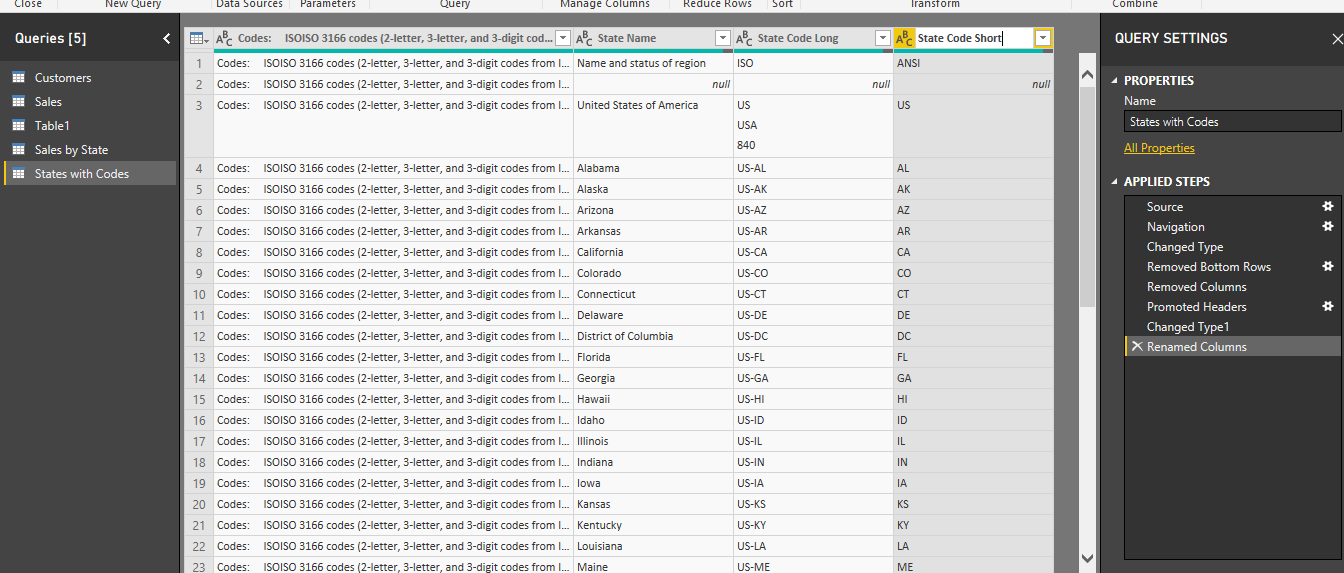 Close New Query Data Sources Parameters Query Manage Columns Reduce Rows Sort Transform Combine
Queries [5]
Customers
Sales
Table1
Sales by State
States with Codes
Codes: ISOISO 3166 codes (2-letter, 3-letter, and 3-digit cod... State Name State Code Long State Code Short
1 Codes: ISOISO 3166 codes (2-letter, 3-letter, and 3-digit codes from I... Name and status of region ISO ANSI
2 Codes: ISOISO 3166 codes (2-letter, 3-letter, and 3-digit codes from I... null null null
3 Codes: ISOISO 3166 codes (2-letter, 3-letter, and 3-digit codes from I... United States of America US US
USA
840
4 Codes: ISOISO 3166 codes (2-letter, 3-letter, and 3-digit codes from I... Alabama US-AL AL
5 Codes: ISOISO 3166 codes (2-letter, 3-letter, and 3-digit codes from I... Alaska US-AK AK
6 Codes: ISOISO 3166 codes (2-letter, 3-letter, and 3-digit codes from I... Arizona US-AZ AZ
7 Codes: ISOISO 3166 codes (2-letter, 3-letter, and 3-digit codes from I... Arkansas US-AR AR
8 Codes: ISOISO 3166 codes (2-letter, 3-letter, and 3-digit codes from I... California US-CA CA
9 Codes: ISOISO 3166 codes (2-letter, 3-letter, and 3-digit codes from I... Colorado US-CO CO
10 Codes: ISOISO 3166 codes (2-letter, 3-letter, and 3-digit codes from I... Connecticut US-CT CT
11 Codes: ISOISO 3166 codes (2-letter, 3-letter, and 3-digit codes from I... Delaware US-DE DE
12 Codes: ISOISO 3166 codes (2-letter, 3-letter, and 3-digit codes from I... District of Columbia US-DC DC
13 Codes: ISOISO 3166 codes (2-letter, 3-letter, and 3-digit codes from I... Florida US-FL FL
14 Codes: ISOISO 3166 codes (2-letter, 3-letter, and 3-digit codes from I... Georgia US-GA GA
15 Codes: ISOISO 3166 codes (2-letter, 3-letter, and 3-digit codes from I... Hawaii US-HI HI
16 Codes: ISOISO 3166 codes (2-letter, 3-letter, and 3-digit codes from I... Idaho US-ID ID
17 Codes: ISOISO 3166 codes (2-letter, 3-letter, and 3-digit codes from I... Illinois US-IL IL
18 Codes: ISOISO 3166 codes (2-letter, 3-letter, and 3-digit codes from I... Indiana US-IN IN
19 Codes: ISOISO 3166 codes (2-letter, 3-letter, and 3-digit codes from I... Iowa US-IA IA
20 Codes: ISOISO 3166 codes (2-letter, 3-letter, and 3-digit codes from I... Kansas US-KS KS
21 Codes: ISOISO 3166 codes (2-letter, 3-letter, and 3-digit codes from I... Kentucky US-KY KY
22 Codes: ISOISO 3166 codes (2-letter, 3-letter, and 3-digit codes from I... Louisiana US-LA LA
23 Codes: ISOISO 3166 codes (2-letter, 3-letter, and 3-digit codes from I... Maine US-ME ME
QUERY SETTINGS
PROPERTIES
Name
States with Codes
All Properties
APPLIED STEPS
Source
Navigation
Changed Type
Removed Bottom Rows
Removed Columns
Promoted Headers
Changed Type1
Renamed Columns